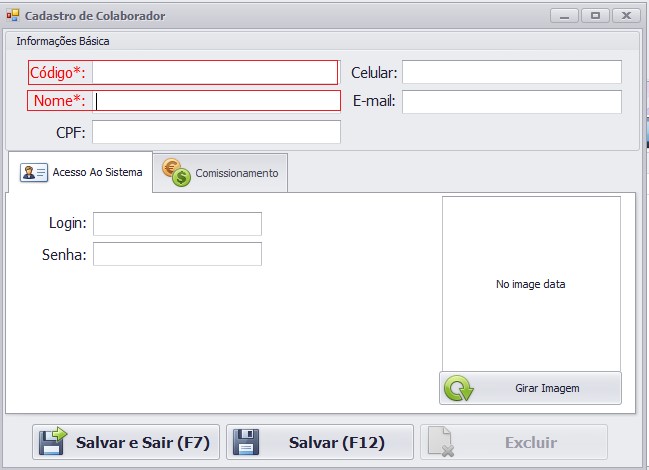 Cadastro de Colaborador
Informações Básica
Código*:
Celular:
Nome*:
E-mail:
CPF:
Acesso Ao Sistema
Comissionamento
Login:
Senha:
No image data
Girar Imagem
Salvar e Sair (F7)
Salvar (F12)
Excluir